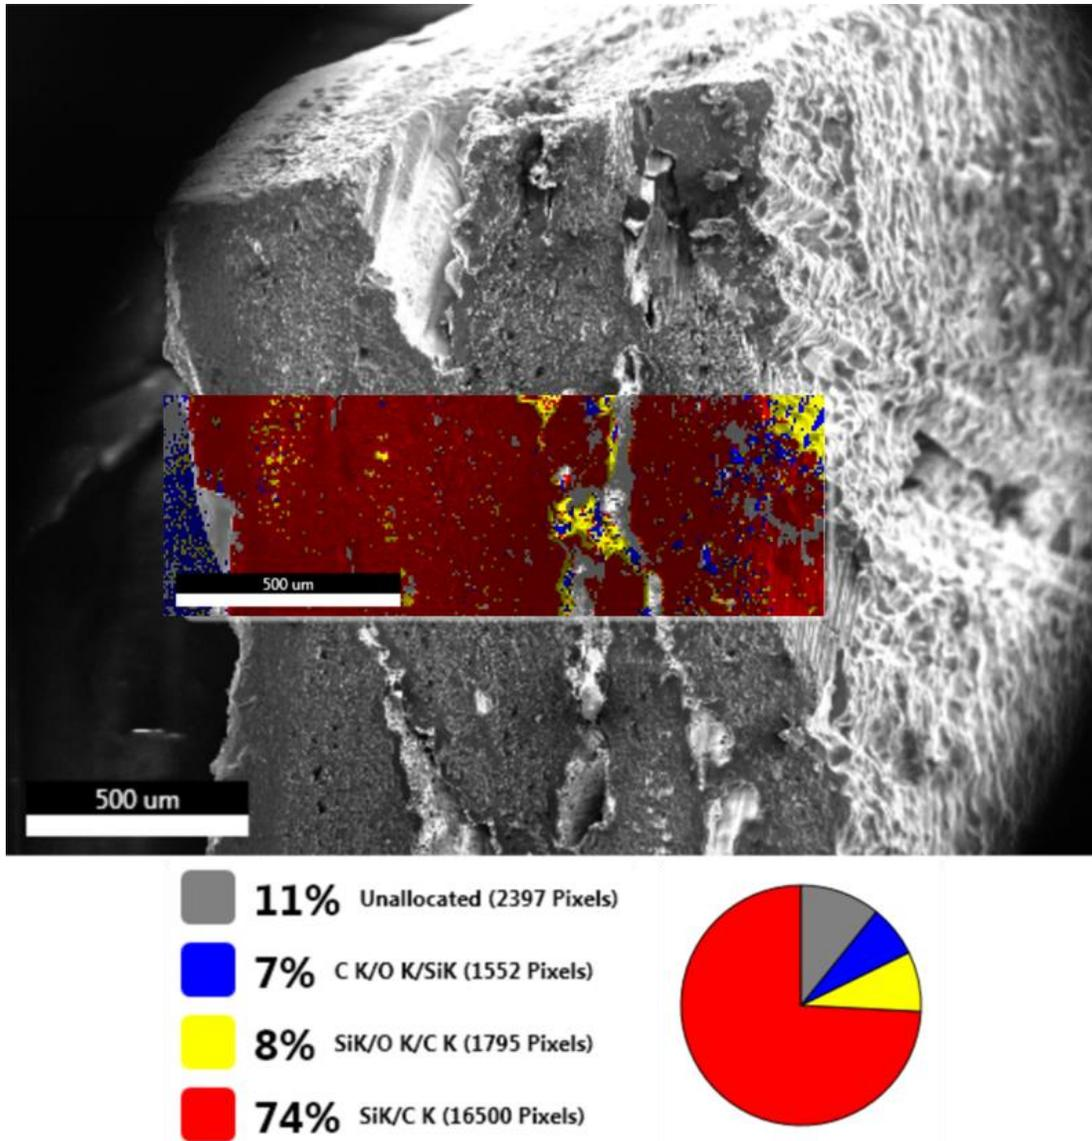 500 um
500 um
11% Unallocated (2397 Pixels)
7% C K/O K/SiK (1552 Pixels)
8% SiK/O K/C K (1795 Pixels)
74% SiK/C K (16500 Pixels)